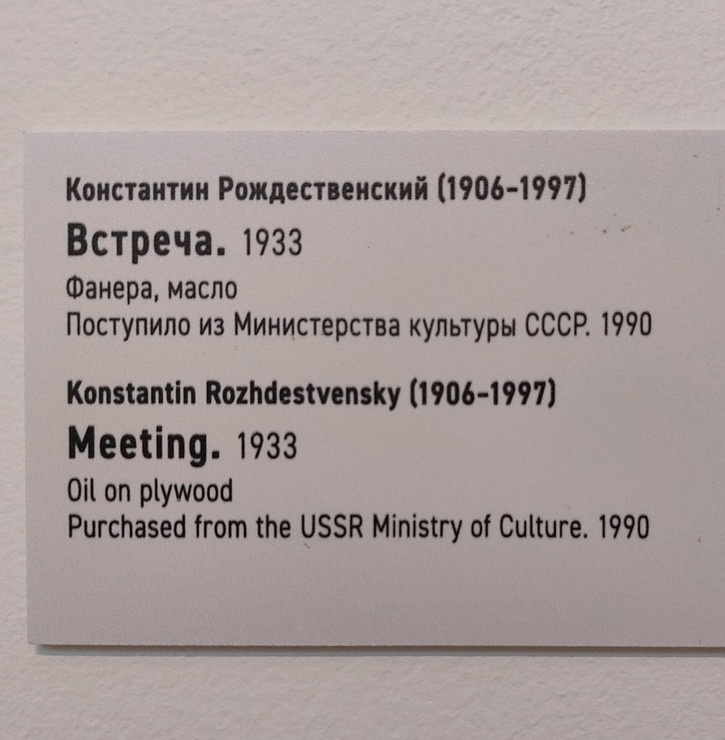 Константин Рождественский (1906–1997)
Встреча. 1933
Фанера, масло
Поступило из Министерства культуры СССР. 1990
Konstantin Rozhdestvensky (1906–1997)
Meeting. 1933
Oil on plywood
Purchased from the USSR Ministry of Culture. 1990